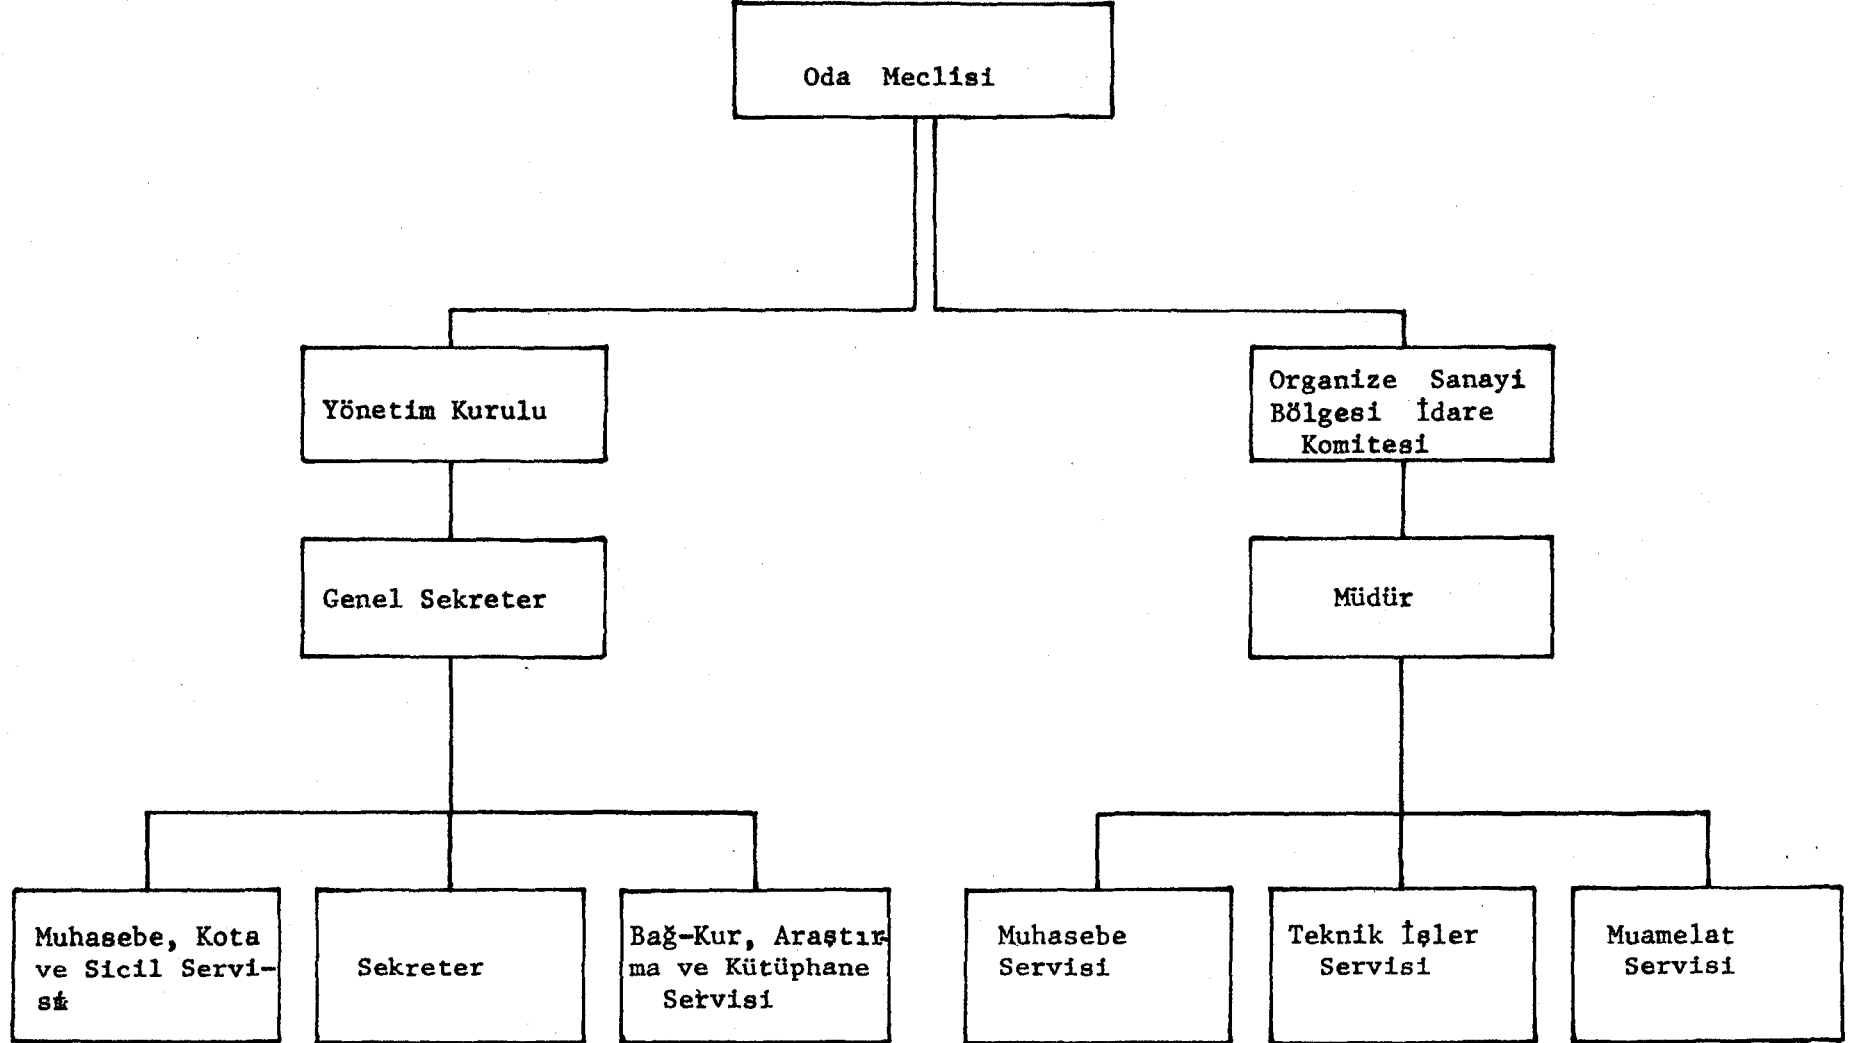 Oda Meclisi
Yönetim Kurulu
Organize Sanayi
Bölgesi İdare
Komitesi
Genel Sekreter
Müdür
Muhasebe, Kota
ve Sicil Servi-
si
Sekreter
Bağ-Kur, Araştır-
ma ve Kütüphane
Servisi
Muhasebe
Servisi
Teknik İşler
Servisi
Muamelat
Servisi